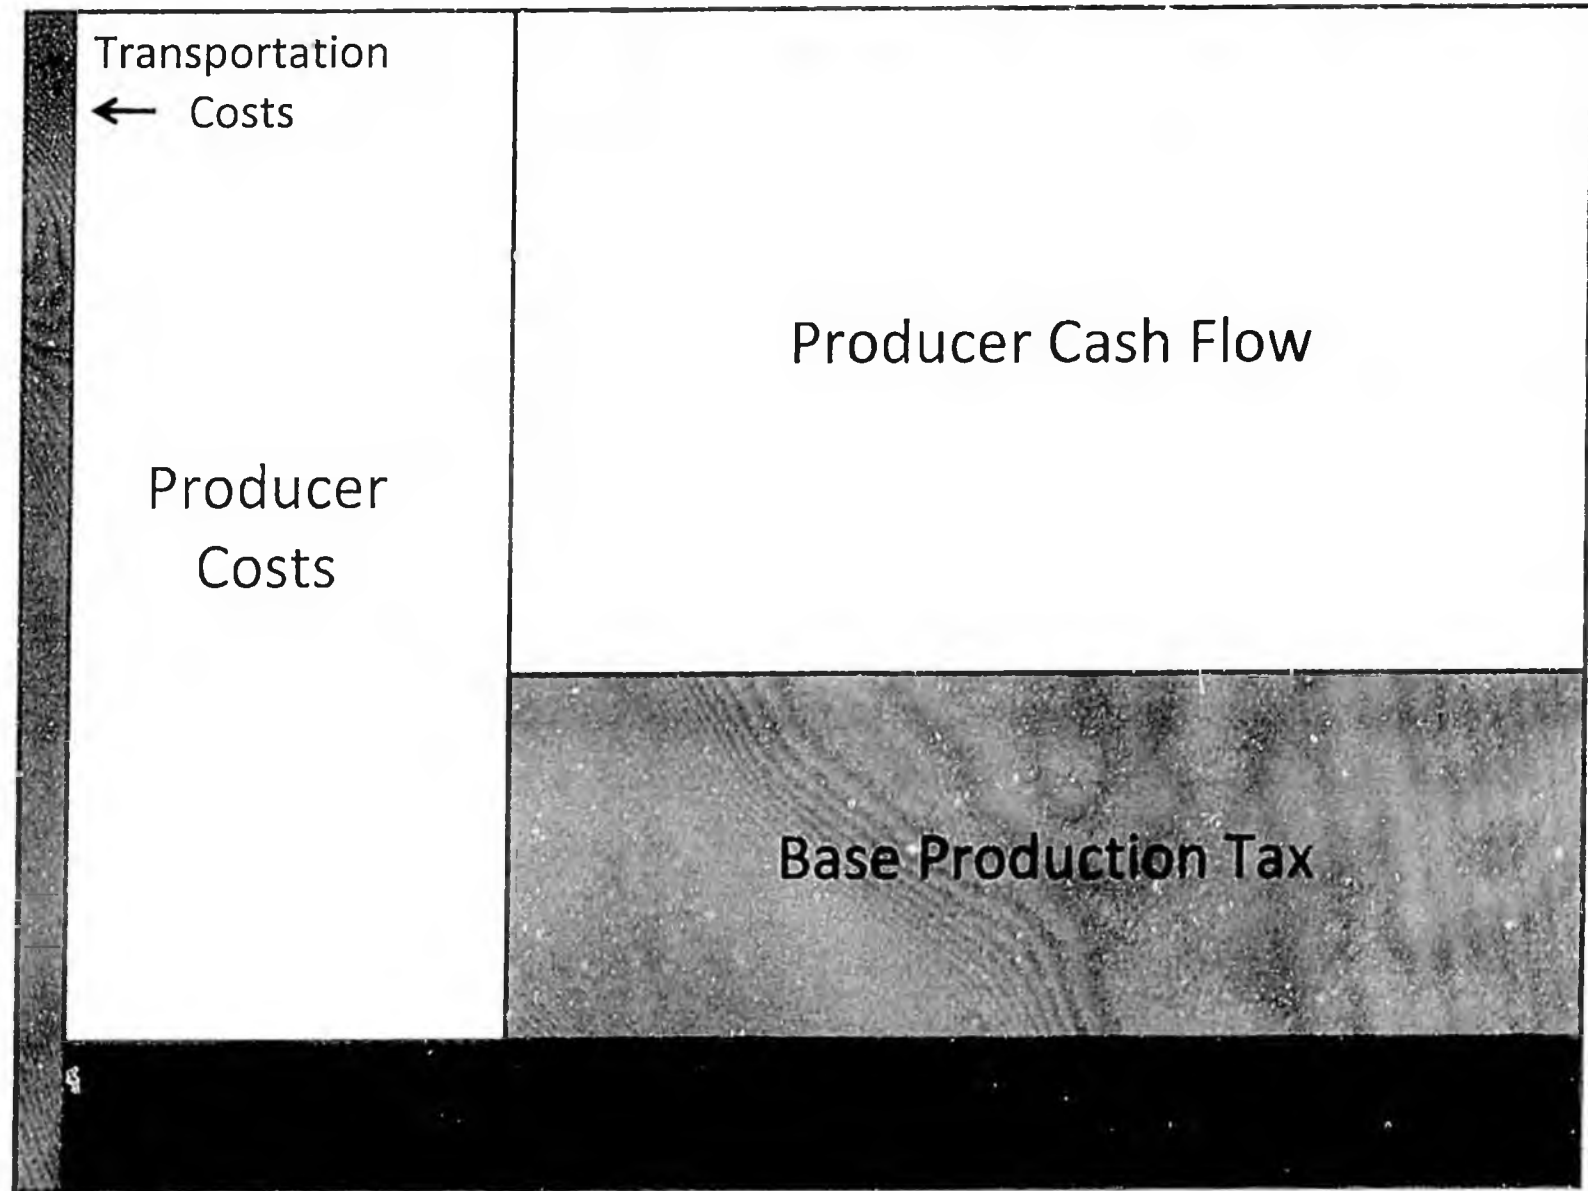 Transportation
← Costs
Producer Cash Flow
Producer
Costs
Base Production Tax